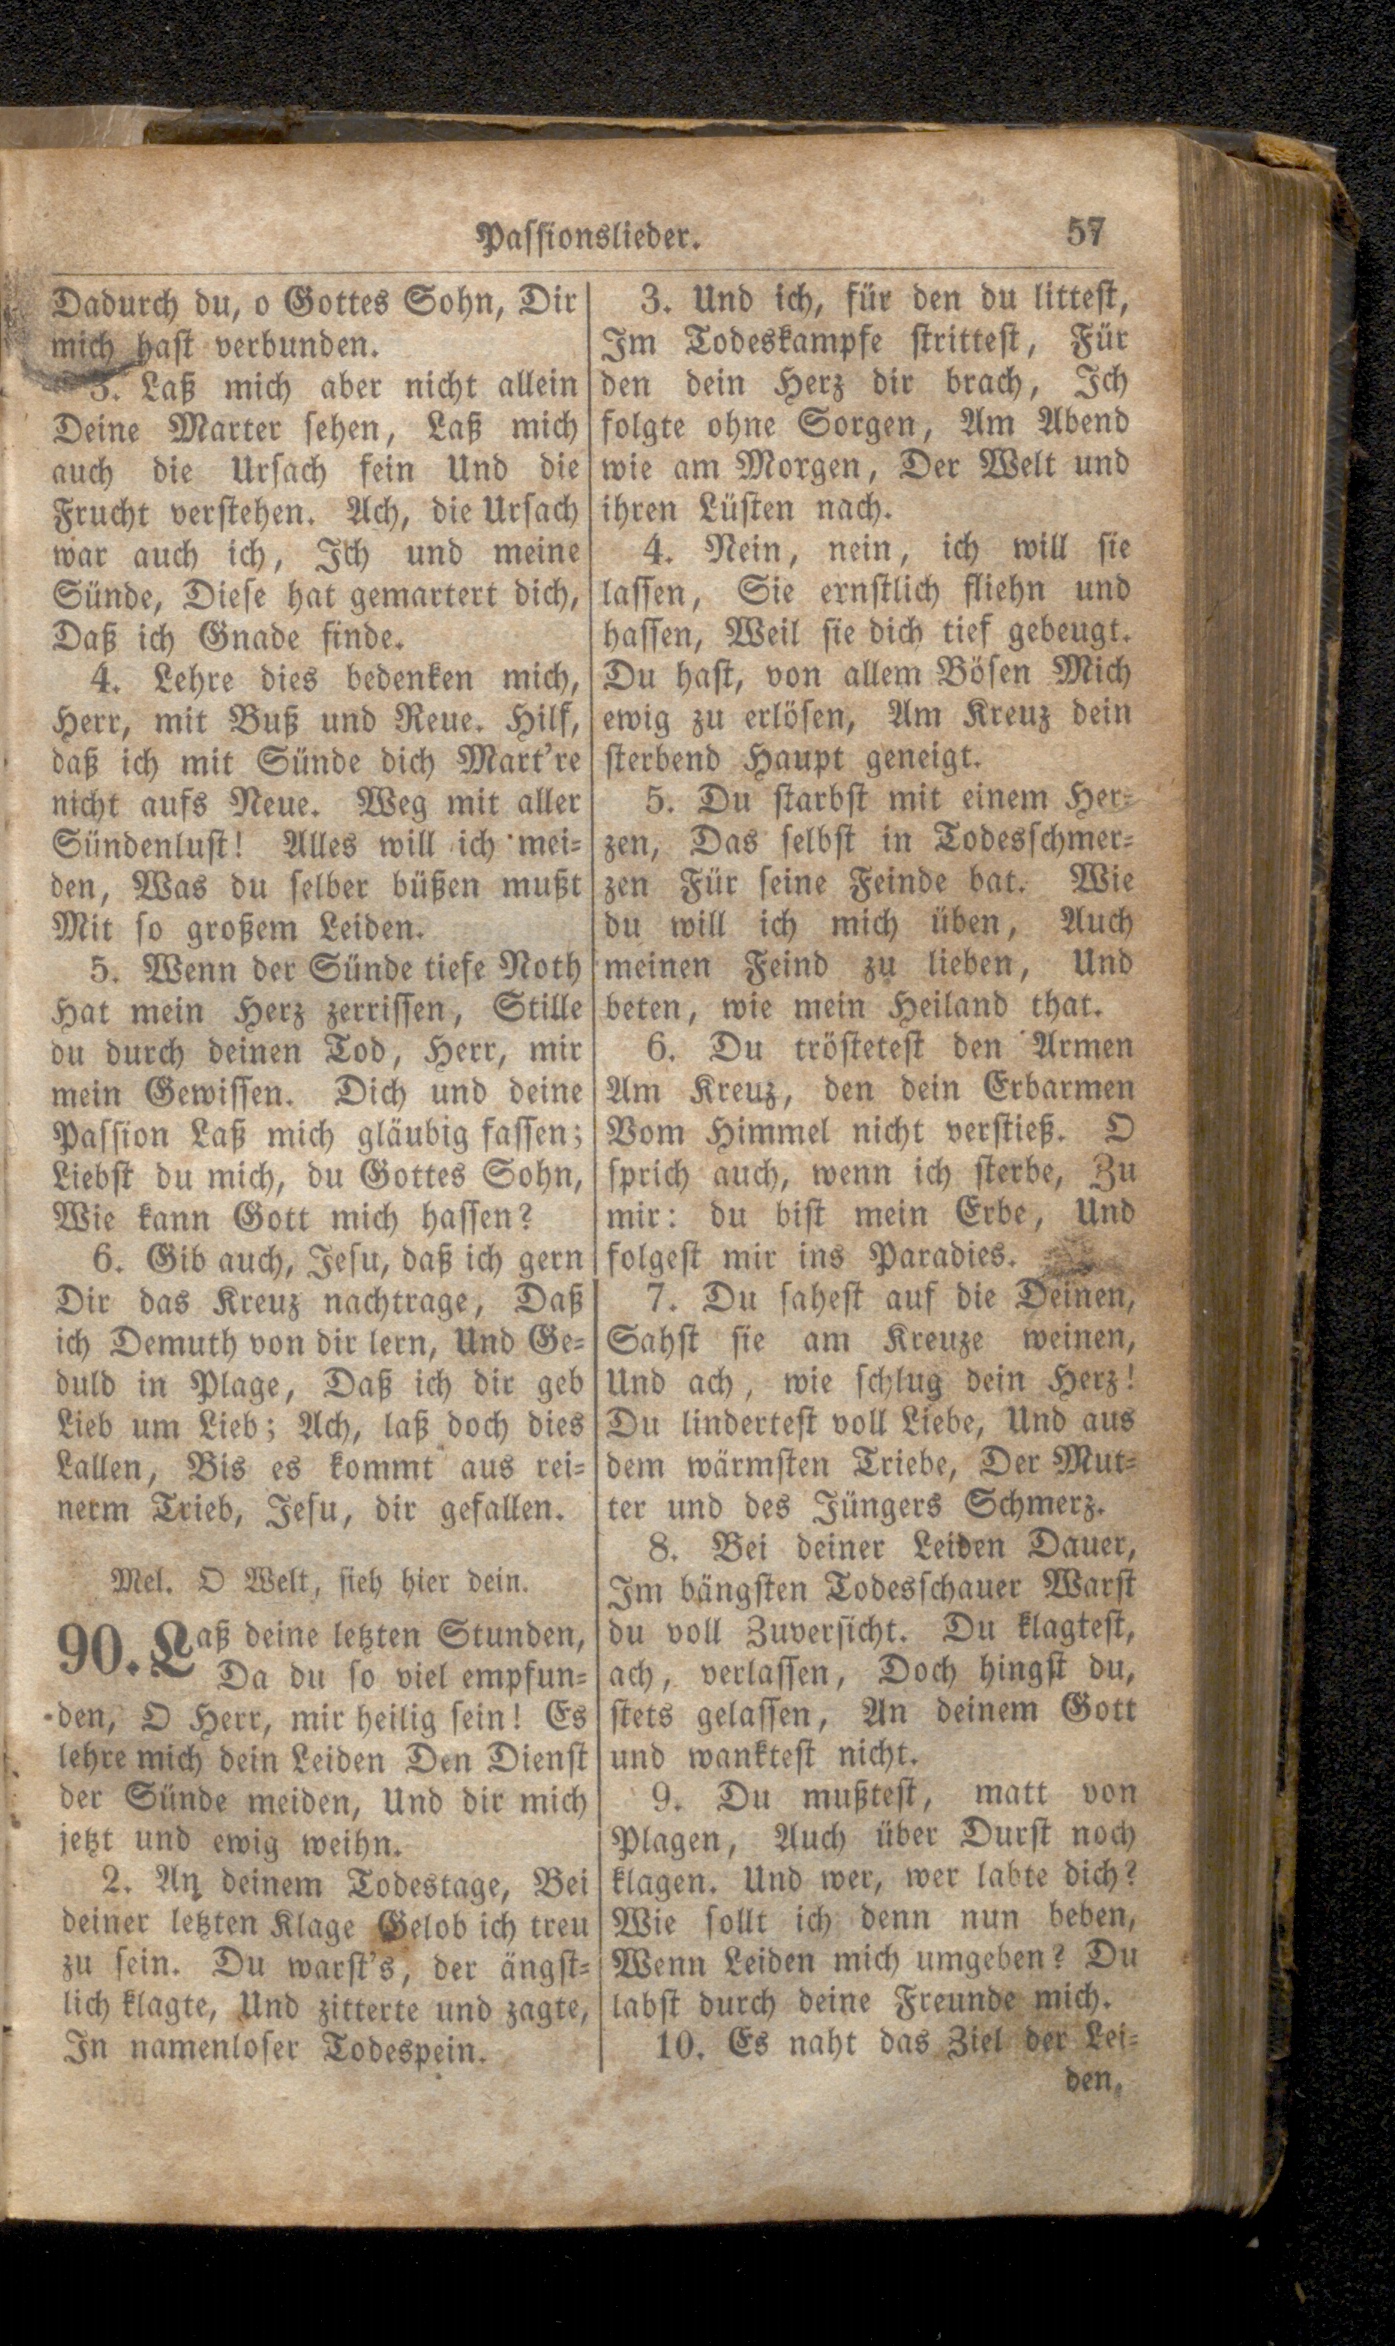 Passionslieder. 57
Dadurch du, o Gottes Sohn, Dir
mich hast verbunden.
3. Laß mich aber nicht allein
Deine Marter sehen, Laß mich
auch die Ursach fein Und die
Frucht verstehen. Ach, die Ursach
war auch ich, Ich und meine
Sünde, Diese hat gemartert dich,
Daß ich Gnade finde.
4. Lehre dies bedenken mich,
Herr, mit Buß und Reue. Hilf,
daß ich mit Sünde dich Mart're
nicht aufs Neue. Weg mit aller
Sündenlust! Alles will ich mei-
den, Was du selber büßen mußt
Mit so großem Leiden.
5. Wenn der Sünde tiefe Noth
Hat mein Herz zerrissen, Stille
du durch deinen Tod, Herr, mir
mein Gewissen. Dich und deine
Passion Laß mich gläubig fassen;
Liebst du mich, du Gottes Sohn,
Wie kann Gott mich hassen?
6. Gib auch, Jesu, daß ich gern
Dir das Kreuz nachtrage, Daß
ich Demuth von dir lern, Und Ge-
duld in Plage, Daß ich dir geb
Lieb um Lieb; Ach, laß doch dies
Lallen, Bis es kommt aus rei-
nerm Trieb, Jesu, dir gefallen.
Mel. O Welt, sieh hier dein.
90. Laß deine letzten Stunden,
Da du so viel empfun-
den, O Herr, mir heilig sein! Es
lehre mich dein Leiden Den Dienst
der Sünde meiden, Und dir mich
jetzt und ewig weihn.
2. An deinem Todestage, Bei
deiner letzten Klage Gelob ich treu
zu sein. Du warst's, der ängst-
lich klagte, Und zitterte und zagte,
In namenloser Todespein.
3. Und ich, für den du littest,
Im Todeskampfe strittest, Für
den dein Herz dir brach, Ich
folgte ohne Sorgen, Am Abend
wie am Morgen, Der Welt und
ihren Lüsten nach.
4. Nein, nein, ich will sie
lassen, Sie ernstlich fliehn und
hassen, Weil sie dich tief gebeugt.
Du hast, von allem Bösen Mich
ewig zu erlösen, Am Kreuz dein
sterbend Haupt geneigt.
5. Du starbst mit einem Her-
zen, Das selbst in Todesschmer-
zen Für seine Feinde bat. Wie
du will ich mich üben, Auch
meinen Feind zu lieben, Und
beten, wie mein Heiland that.
6. Du tröstetest den Armen
Am Kreuz, den dein Erbarmen
Vom Himmel nicht verstieß. O
sprich auch, wenn ich sterbe, Zu
mir: du bist mein Erbe, Und
folgest mir ins Paradies.
7. Du sahest auf die Deinen,
Sahst sie am Kreuze weinen,
Und ach, wie schlug dein Herz!
Du lindertest voll Liebe, Und aus
dem wärmsten Triebe, Der Mut-
ter und des Jüngers Schmerz.
8. Bei deiner Leiden Dauer,
Im bängsten Todesschauer Warst
du voll Zuversicht. Du klagtest,
ach, verlassen, Doch hingst du,
stets gelassen, An deinem Gott
und wanktest nicht.
9. Du mußtest, matt von
Plagen, Auch über Durst noch
klagen. Und wer, wer labte dich?
Wie sollt ich denn nun beben,
Wenn Leiden mich umgeben? Du
labst durch deine Freunde mich.
10. Es naht das Ziel der Lei-
den,